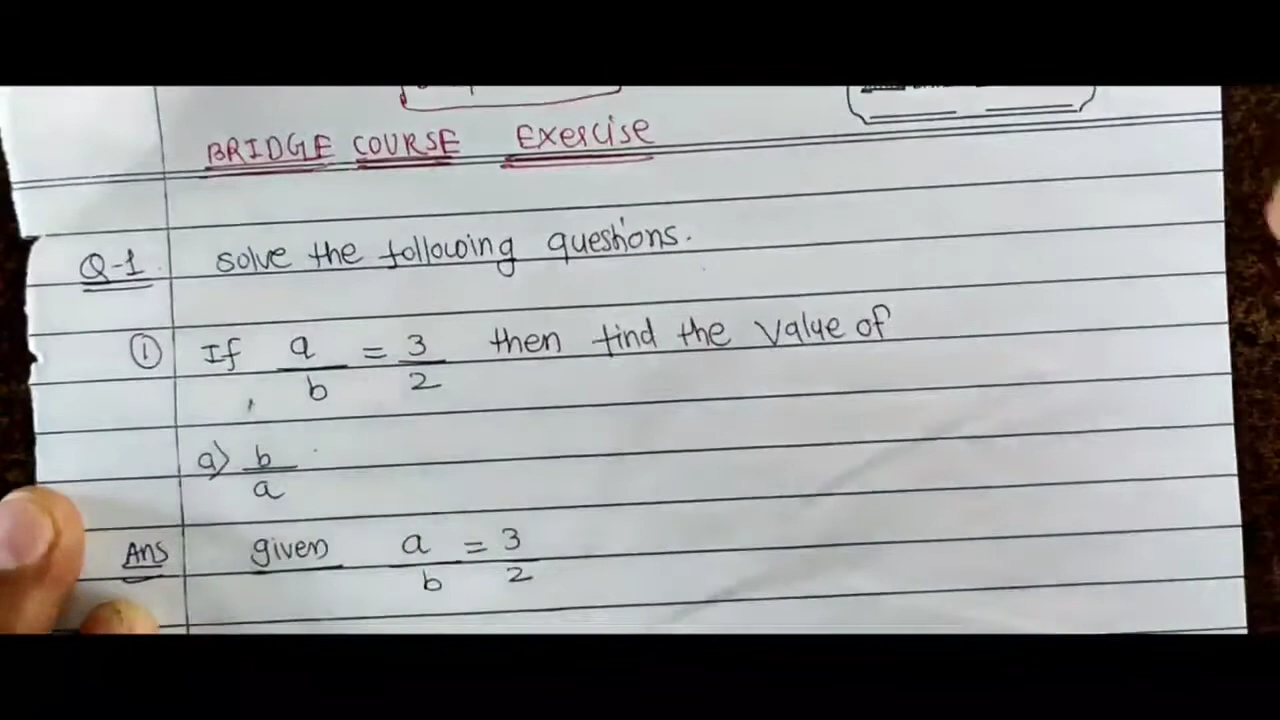 BRIDGE COURSE Exercise
Q-1. solve the following questions.
① If a/b = 3/2 then find the value of
a) b/a
Ans given a/b = 3/2